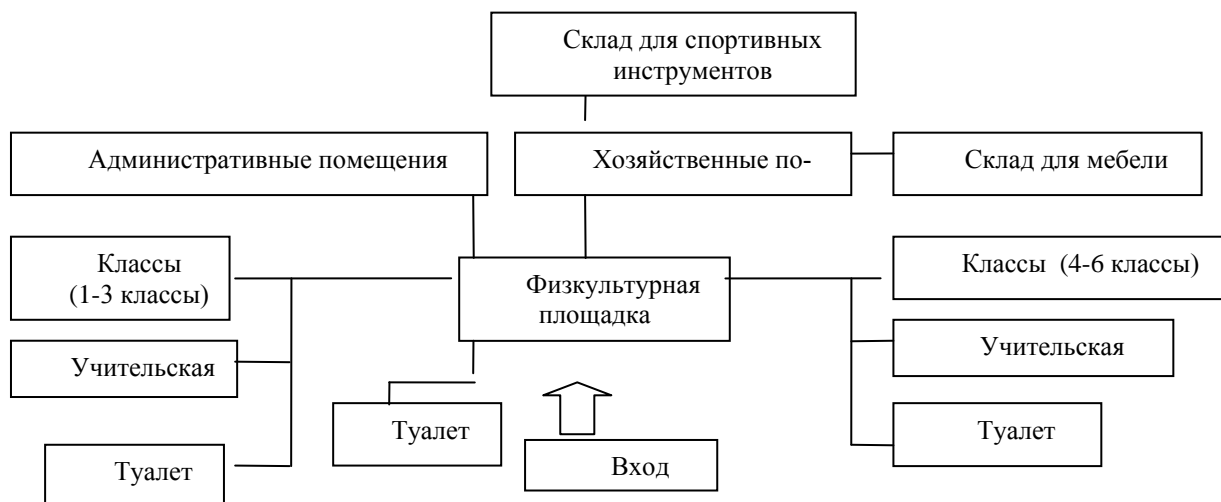 Склад для спортивных
инструментов
Административные помещения
Хозяйственные по-
Склад для мебели
Классы
(1-3 классы)
Физкультурная
площадка
Классы (4-6 классы)
Учительская
Учительская
Туалет
Туалет
Туалет
Вход